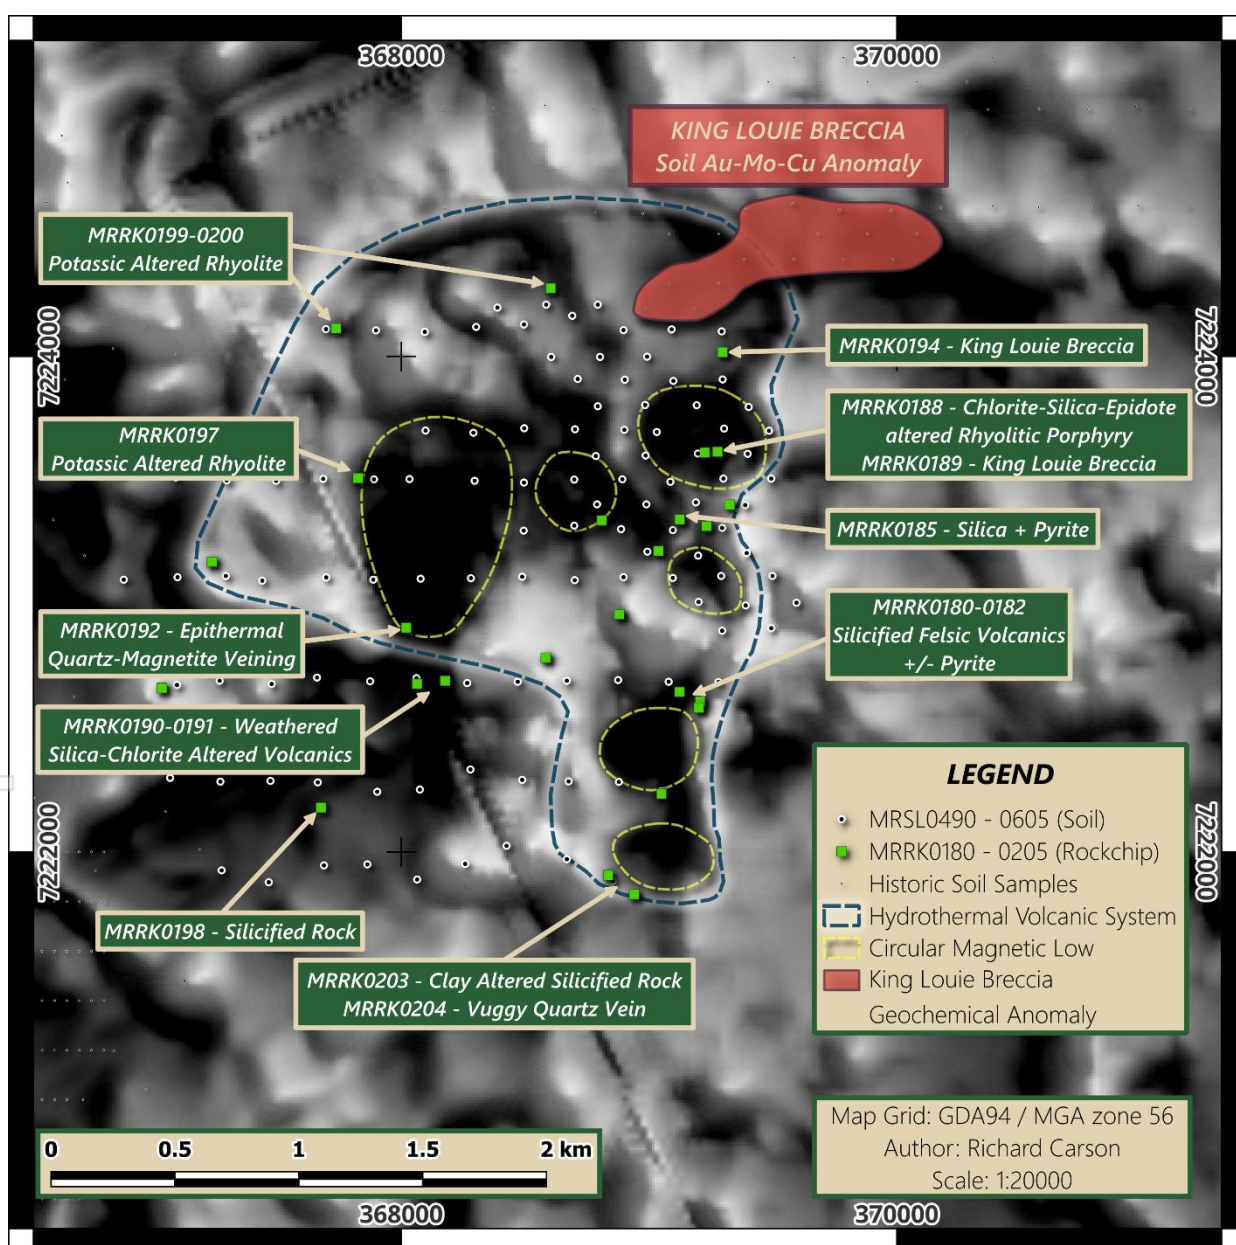 368000
370000
KING LOUIE BRECCIA
Soil Au-Mo-Cu Anomaly
MRRK0199-0200
Potassic Altered Rhyolite
7224000
7224000
MRRK0194 - King Louie Breccia
MRRK0188 - Chlorite-Silica-Epidote
altered Rhyolitic Porphyry
MRRK0189 - King Louie Breccia
MRRK0197
Potassic Altered Rhyolite
MRRK0185 - Silica + Pyrite
MRRK0192 - Epithermal
Quartz-Magnetite Veining
MRRK0180-0182
Silicified Felsic Volcanics
+/- Pyrite
MRRK0190-0191 - Weathered
Silica-Chlorite Altered Volcanics
7222000
7222000
MRRK0198 - Silicified Rock
MRRK0203 - Clay Altered Silicified Rock
MRRK0204 - Vuggy Quartz Vein
LEGEND
MRSL0490 - 0605 (Soil)
MRRK0180 - 0205 (Rockchip)
Historic Soil Samples
Hydrothermal Volcanic System
Circular Magnetic Low
King Louie Breccia
Geochemical Anomaly
Map Grid: GDA94 / MGA zone 56
Author: Richard Carson
Scale: 1:20000
0 0.5 1 1.5 2 km
368000
370000